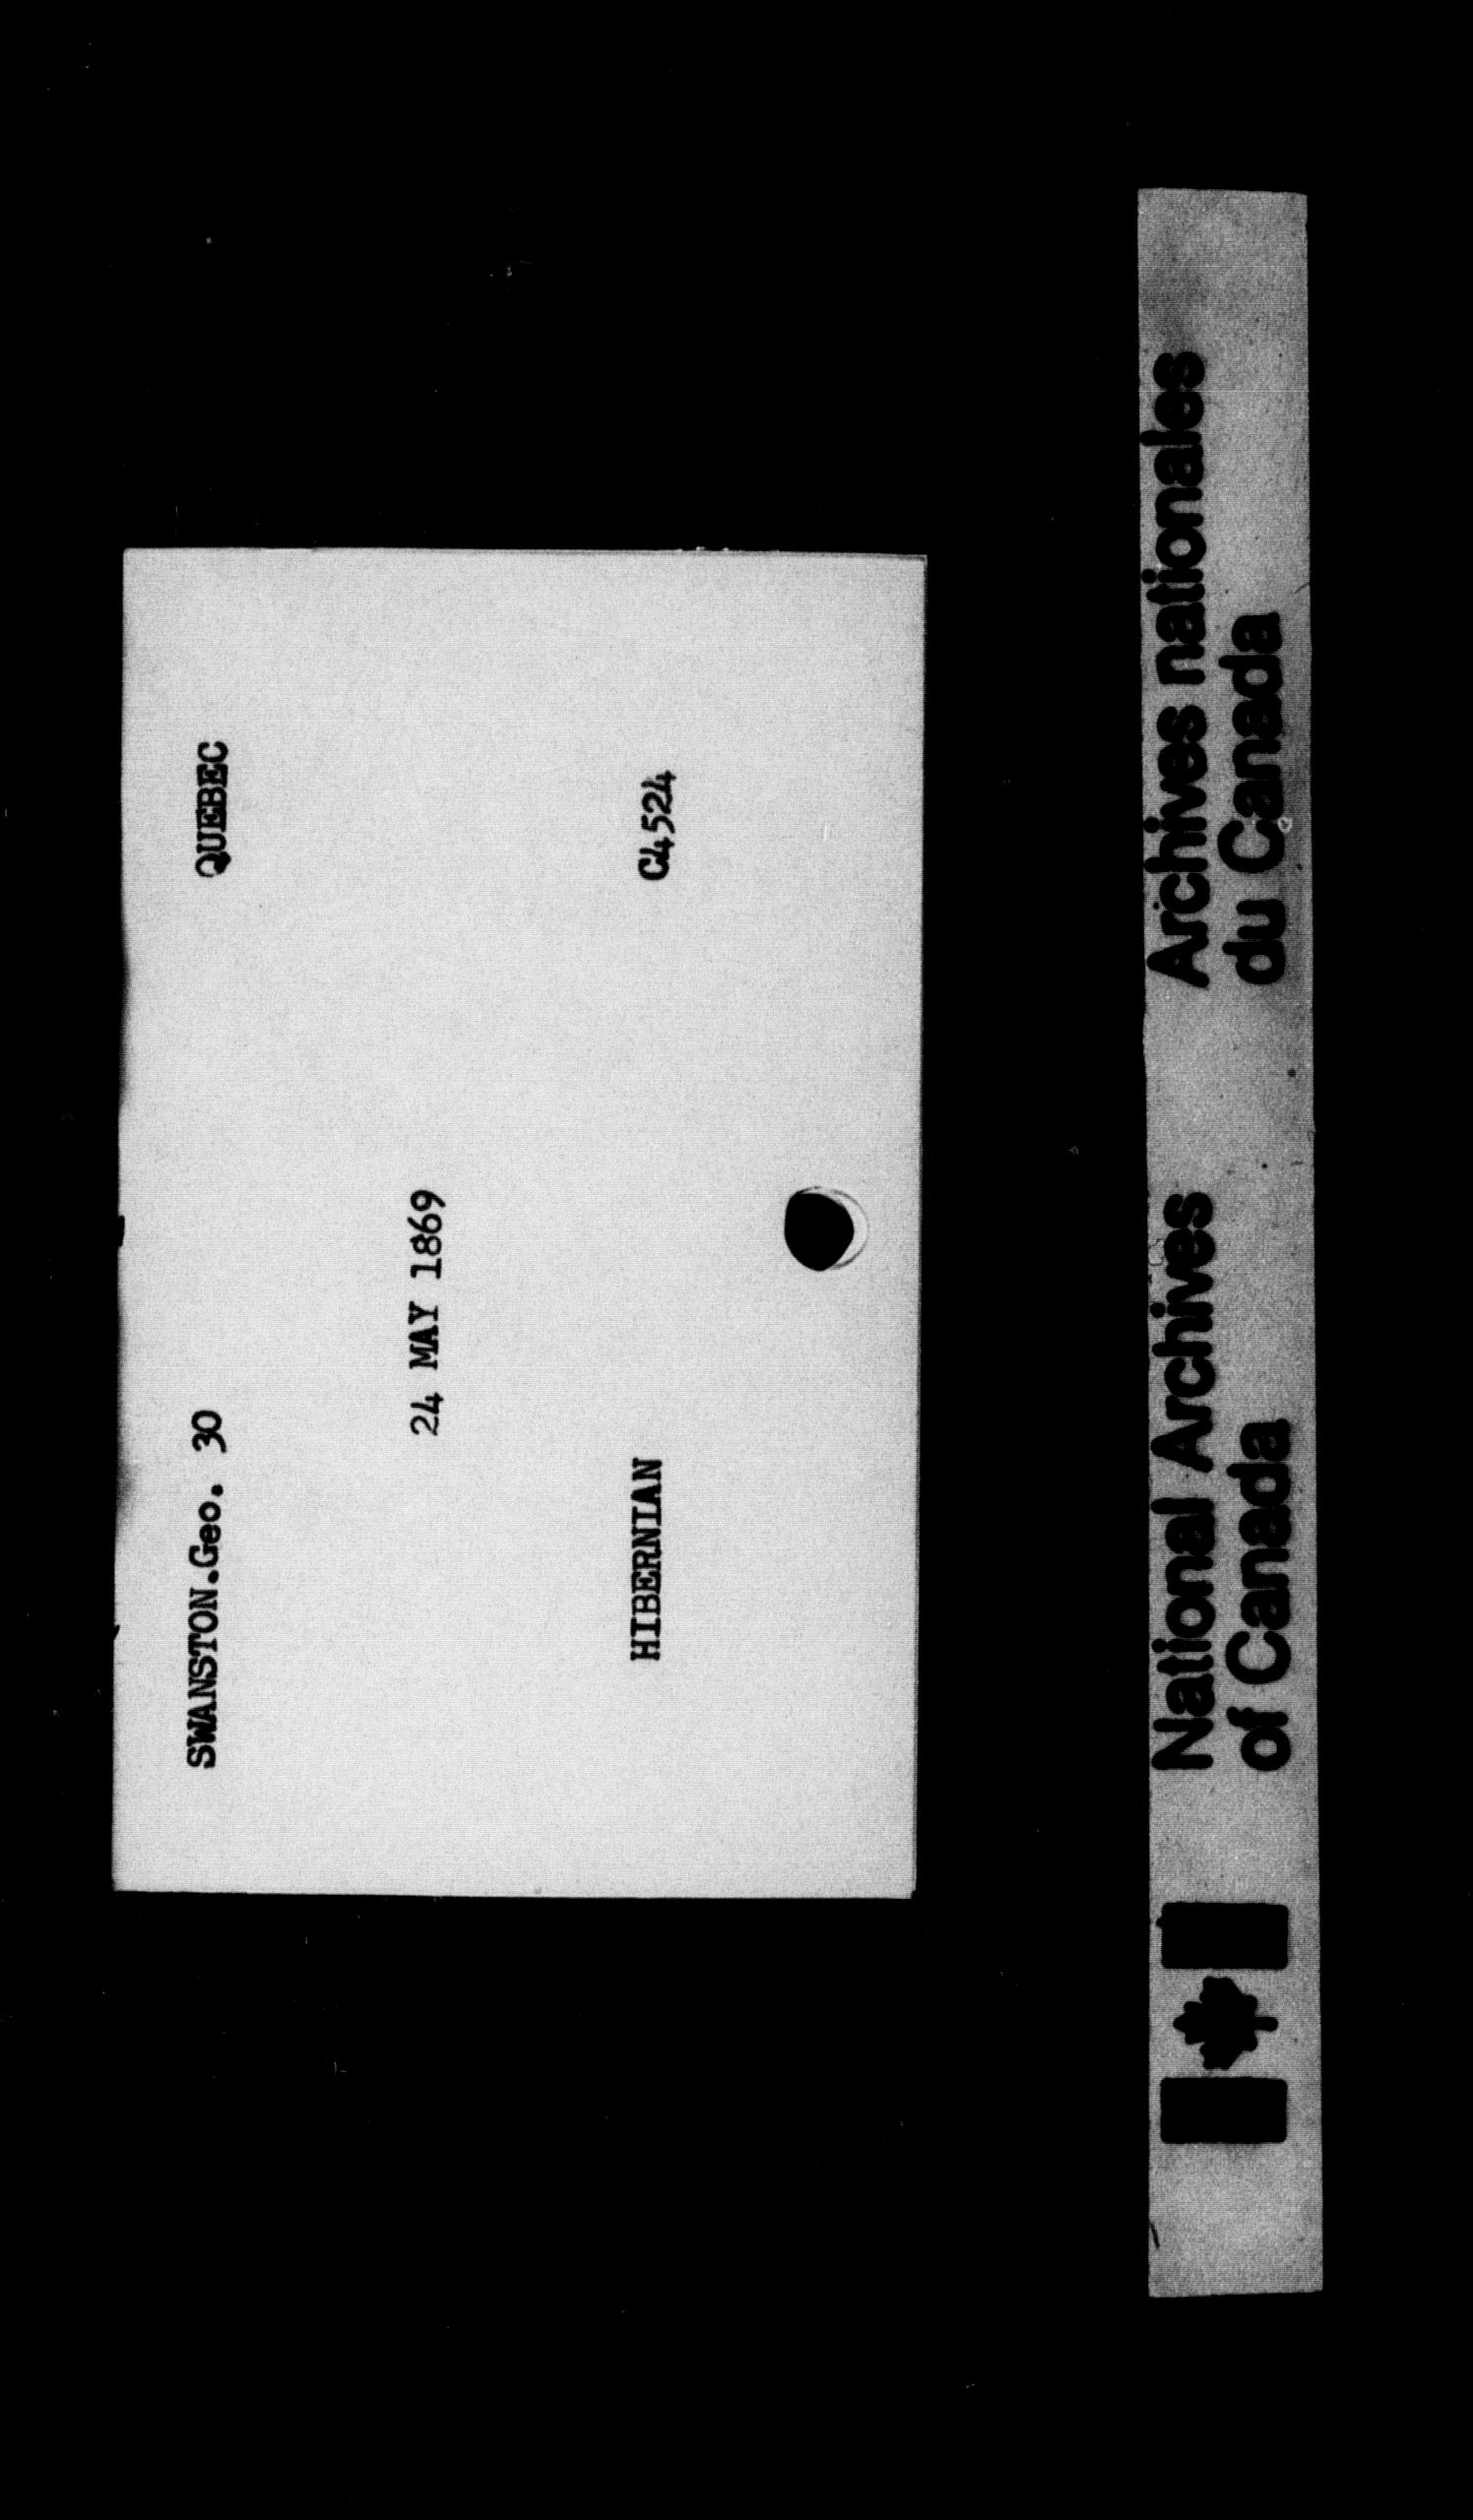 SWANSTON.Geo. 30 QUEBEC
24 MAY 1869
HIBERNIAN C4524
National Archives of Canada
Archives nationales du Canada